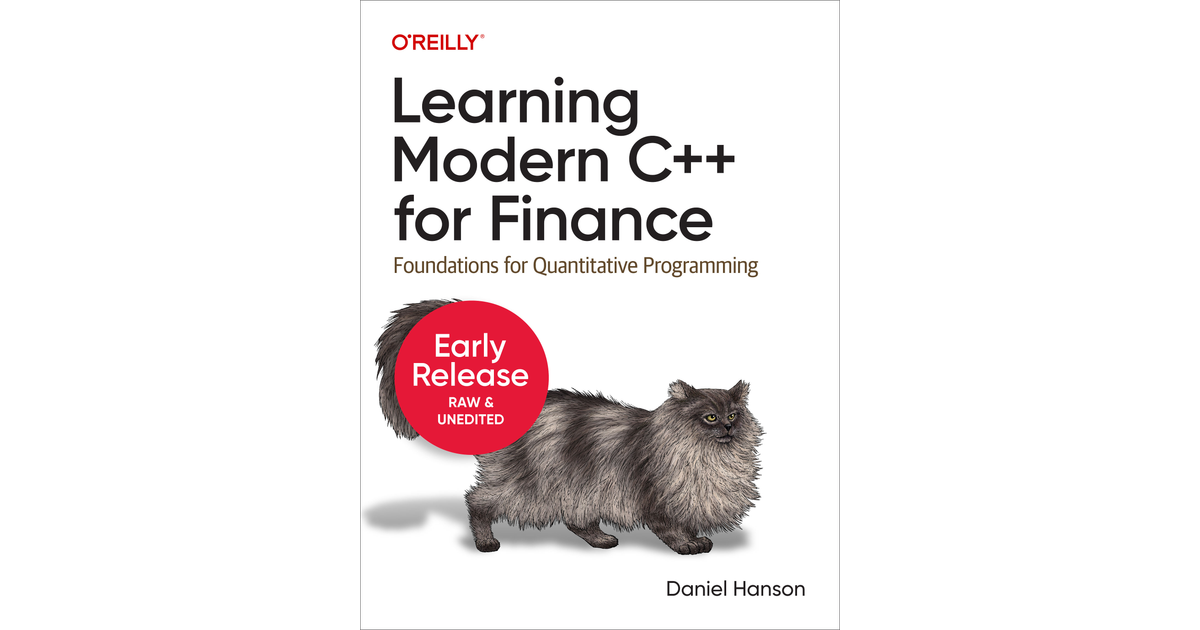 O'REILLY®
Learning
Modern C++
for Finance
Foundations for Quantitative Programming
Early
Release
RAW &
UNEDITED
Daniel Hanson